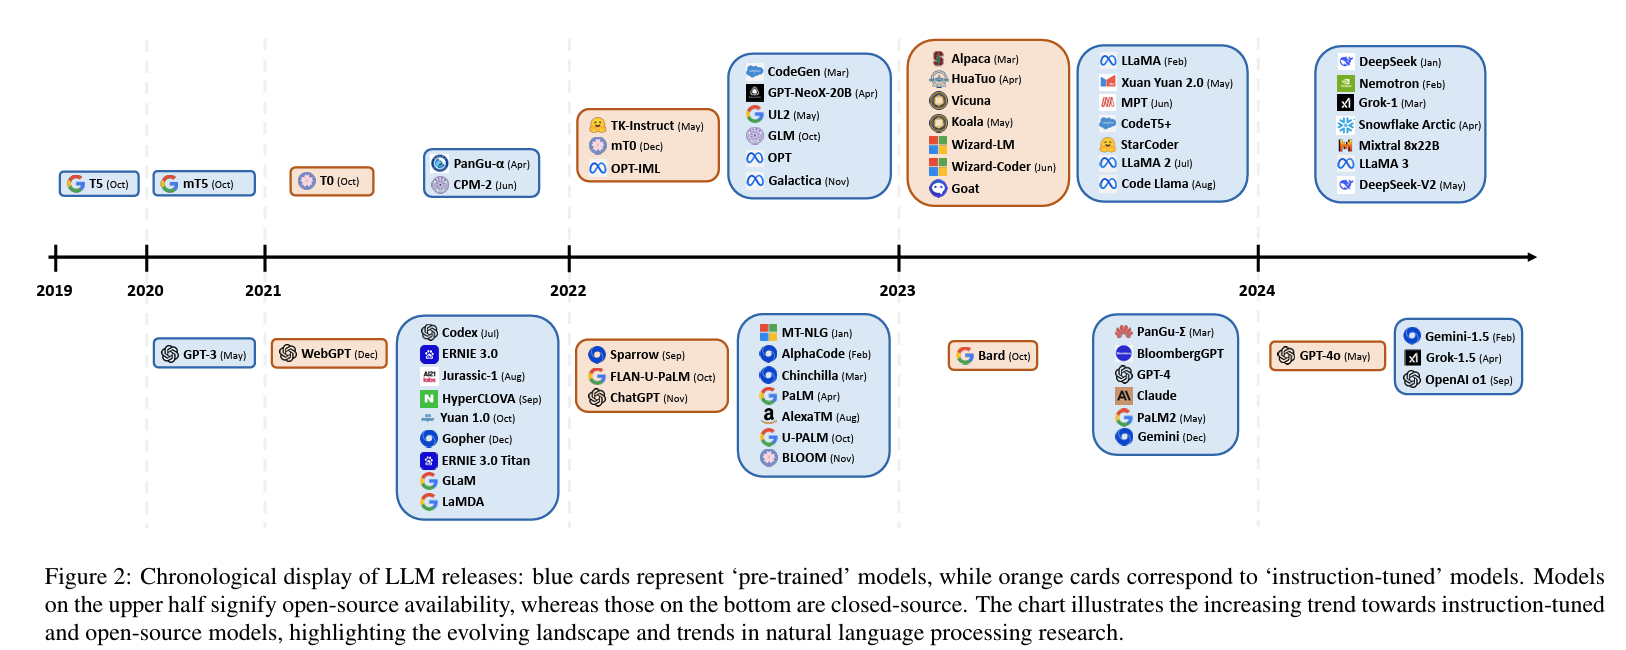 T5 (Oct)
mT5 (Oct)
T0 (Oct)
PanGu-α (Apr)
CPM-2 (Jun)
TK-Instruct (May)
mT0 (Dec)
OPT-IML
CodeGen (Mar)
GPT-NeoX-20B (Apr)
UL2 (May)
GLM (Oct)
OPT
Galactica (Nov)
Alpaca (Mar)
HuaTuo (Apr)
Vicuna
Koala (May)
Wizard-LM
Wizard-Coder (Jun)
Goat
LLaMA (Feb)
Xuan Yuan 2.0 (May)
MPT (Jun)
CodeT5+
StarCoder
LLaMA 2 (Jul)
Code Llama (Aug)
DeepSeek (Jan)
Nemotron (Feb)
Grok-1 (Mar)
Snowflake Arctic (Apr)
Mixtral 8x22B
LLaMA 3
DeepSeek-V2 (May)
2019 2020 2021 2022 2023 2024
GPT-3 (May)
WebGPT (Dec)
Codex (Jul)
ERNIE 3.0
AI21 labs Jurassic-1 (Aug)
HyperCLOVA (Sep)
Yuan 1.0 (Oct)
Gopher (Dec)
ERNIE 3.0 Titan
GLaM
LaMDA
Sparrow (Sep)
FLAN-U-PaLM (Oct)
ChatGPT (Nov)
MT-NLG (Jan)
AlphaCode (Feb)
Chinchilla (Mar)
PaLM (Apr)
AlexaTM (Aug)
U-PALM (Oct)
BLOOM (Nov)
Bard (Oct)
PanGu-Σ (Mar)
BloombergGPT
GPT-4
Claude
PaLM2 (May)
Gemini (Dec)
GPT-4o (May)
Gemini-1.5 (Feb)
Grok-1.5 (Apr)
OpenAI o1 (Sep)
Figure 2: Chronological display of LLM releases: blue cards represent ‘pre-trained’ models, while orange cards correspond to ‘instruction-tuned’ models. Models
on the upper half signify open-source availability, whereas those on the bottom are closed-source. The chart illustrates the increasing trend towards instruction-tuned
and open-source models, highlighting the evolving landscape and trends in natural language processing research.